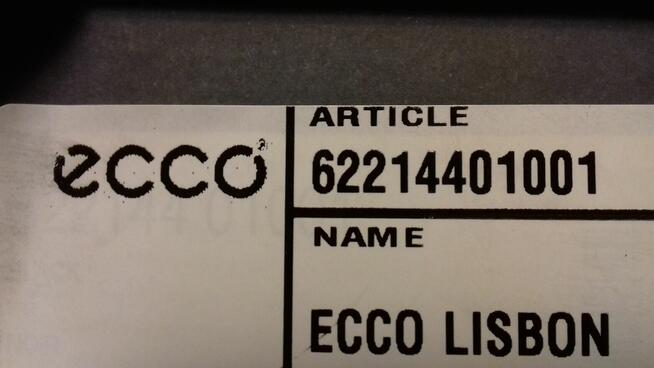 ecco
ARTICLE
62214401001
NAME
ECCO LISBON